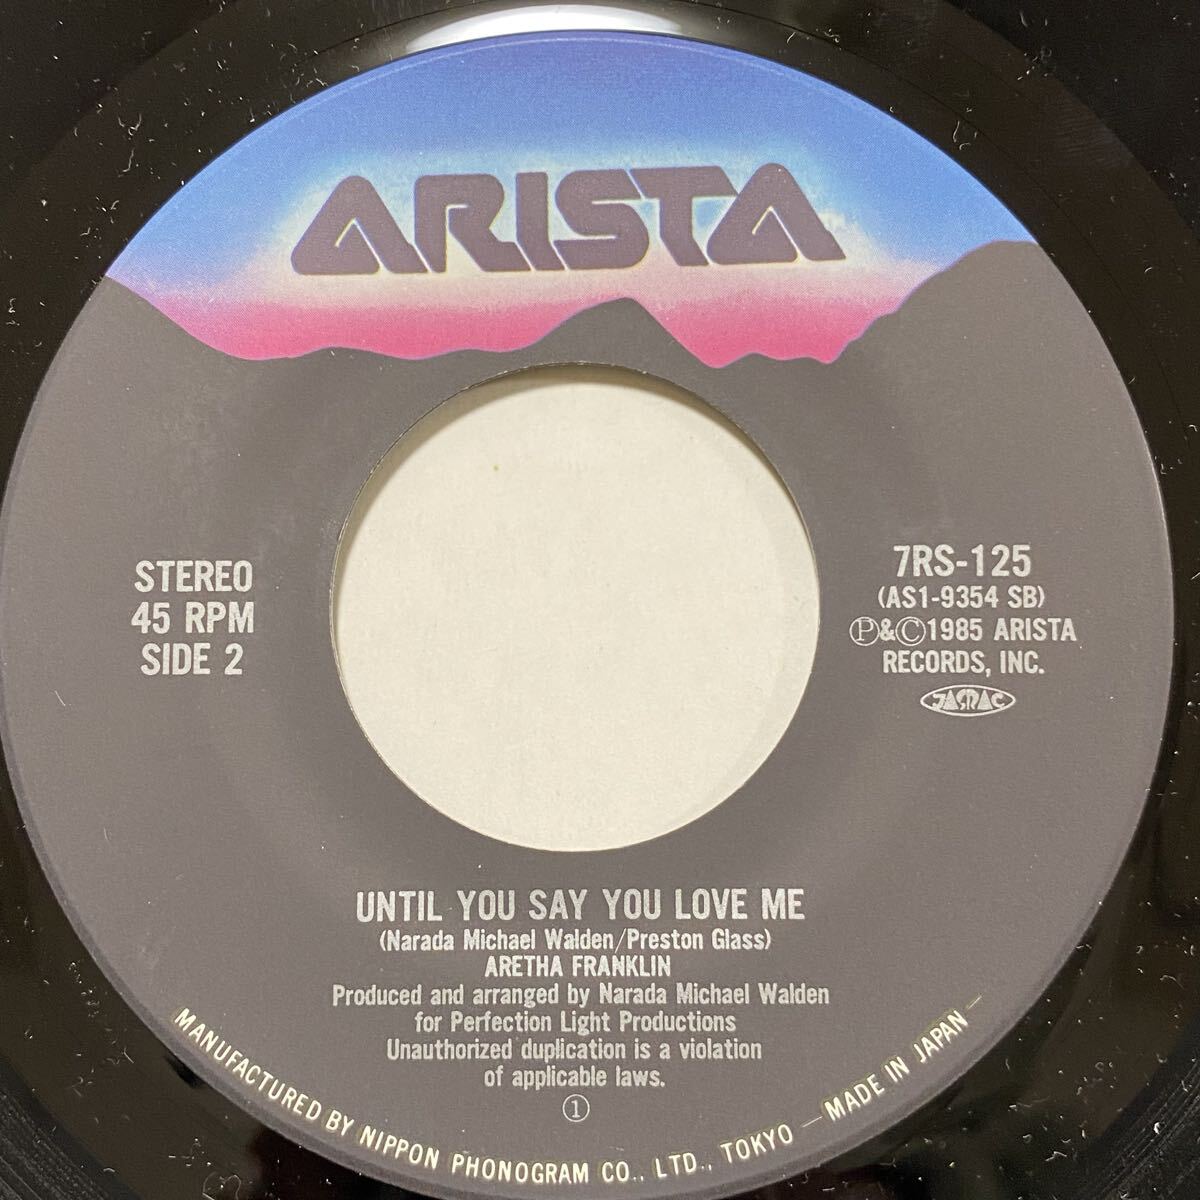 ARISTA
STEREO
45 RPM
SIDE 2
7RS-125
(AS1-9354 SB)
Ⓟ&Ⓒ1985 ARISTA
RECORDS, INC.
JASRAC
UNTIL YOU SAY YOU LOVE ME
(Narada Michael Walden/Preston Glass)
ARETHA FRANKLIN
Produced and arranged by Narada Michael Walden
for Perfection Light Productions
Unauthorized duplication is a violation
of applicable laws.
①
MANUFACTURED BY NIPPON PHONOGRAM CO., LTD., TOKYO —MADE IN JAPAN—